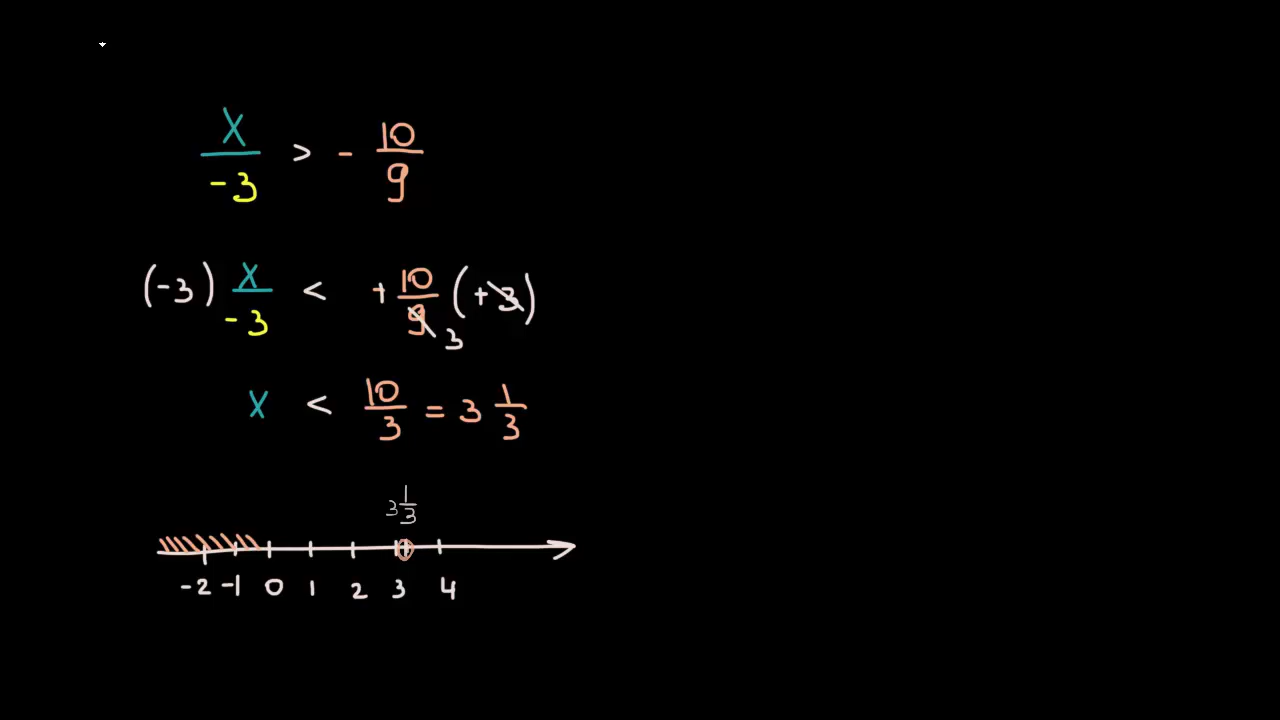 x/-3 > - 10/9
(-3) x/-3 < + 10/9 3 (+3)
x < 10/3 = 3 1/3
3 1/3
-2 -1 0 1 2 3 4